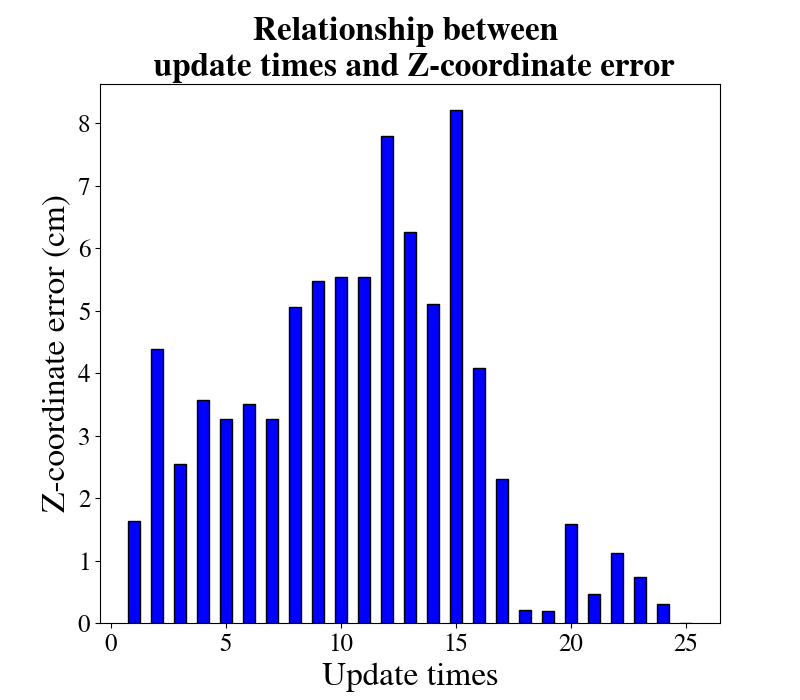 Relationship between
update times and Z-coordinate error
Z-coordinate error (cm)
8
7
6
5
4
3
2
1
0
0 5 10 15 20 25
Update times